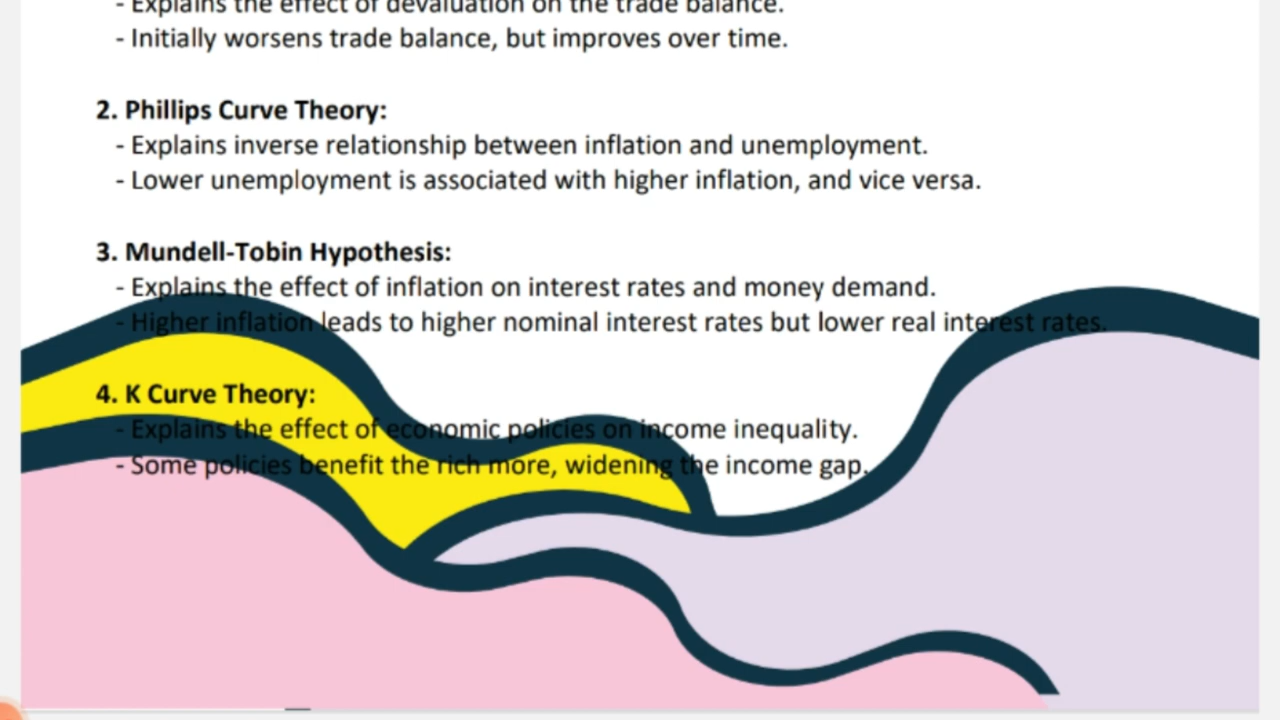 - Explains the effect of devaluation on the trade balance.
- Initially worsens trade balance, but improves over time.
2. Phillips Curve Theory:
- Explains inverse relationship between inflation and unemployment.
- Lower unemployment is associated with higher inflation, and vice versa.
3. Mundell-Tobin Hypothesis:
- Explains the effect of inflation on interest rates and money demand.
- Higher inflation leads to higher nominal interest rates but lower real interest rates.
4. K Curve Theory:
- Explains the effect of economic policies on income inequality.
- Some policies benefit the rich more, widening the income gap.